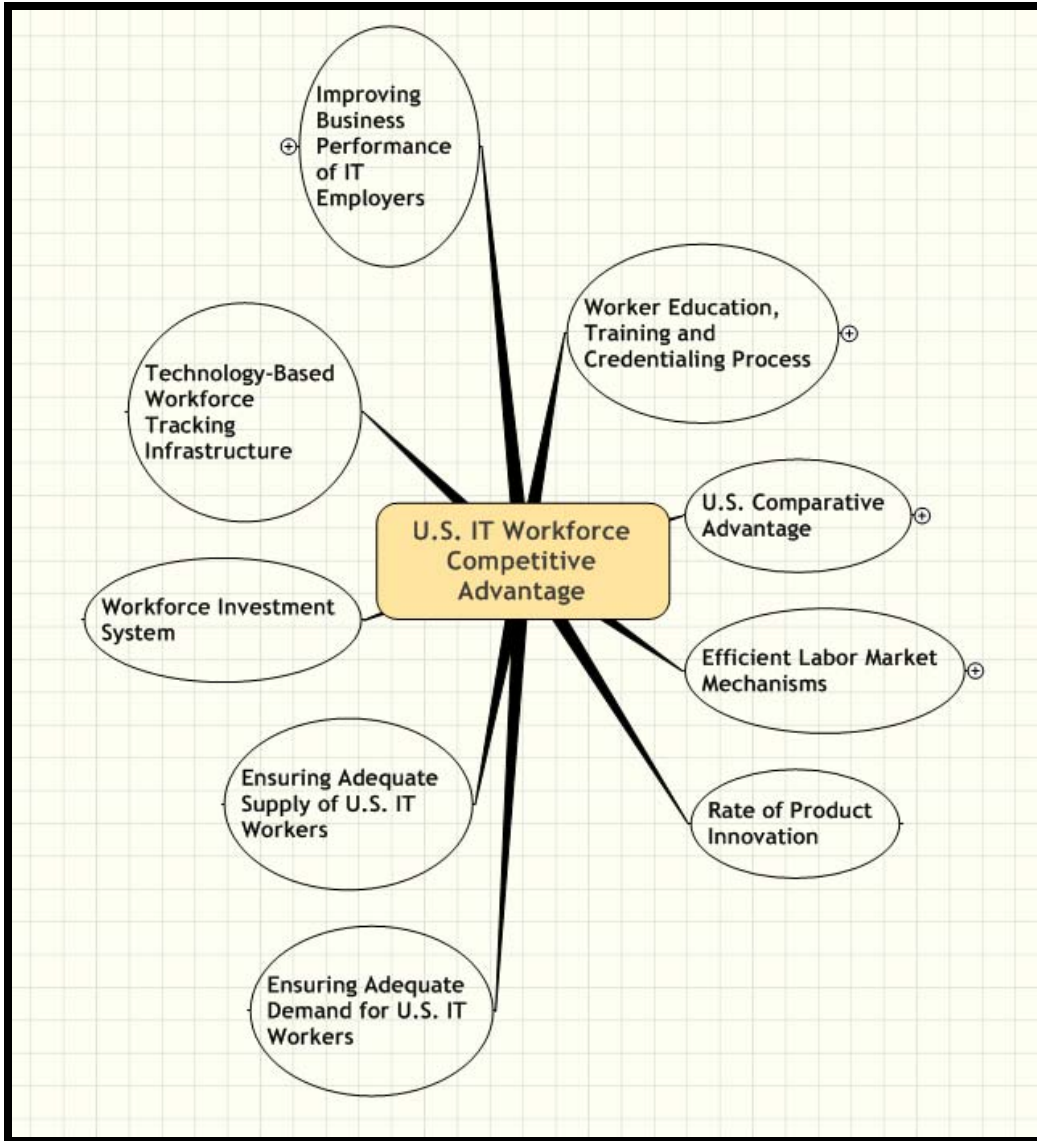 Improving
Business
Performance
of IT
Employers
Worker Education,
Training and
Credentialing Process
Technology-Based
Workforce
Tracking
Infrastructure
U.S. Comparative
Advantage
U.S. IT Workforce
Competitive
Advantage
Workforce Investment
System
Efficient Labor Market
Mechanisms
Ensuring Adequate
Supply of U.S. IT
Workers
Rate of Product
Innovation
Ensuring Adequate
Demand for U.S. IT
Workers